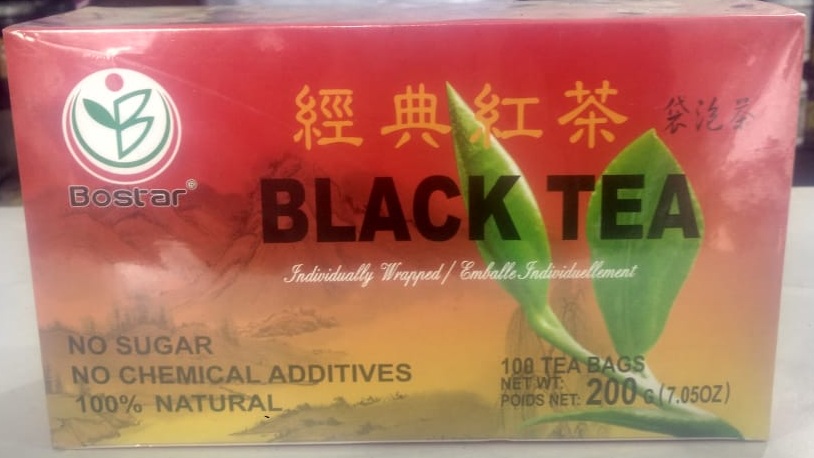 經典紅茶 袋泡茶
Bostar®
BLACK TEA
Individually Wrapped / Emballe Individuellement
NO SUGAR
NO CHEMICAL ADDITIVES
100% NATURAL
100 TEA BAGS
NET WT:
POIDS NET: 200 G (7.05OZ)